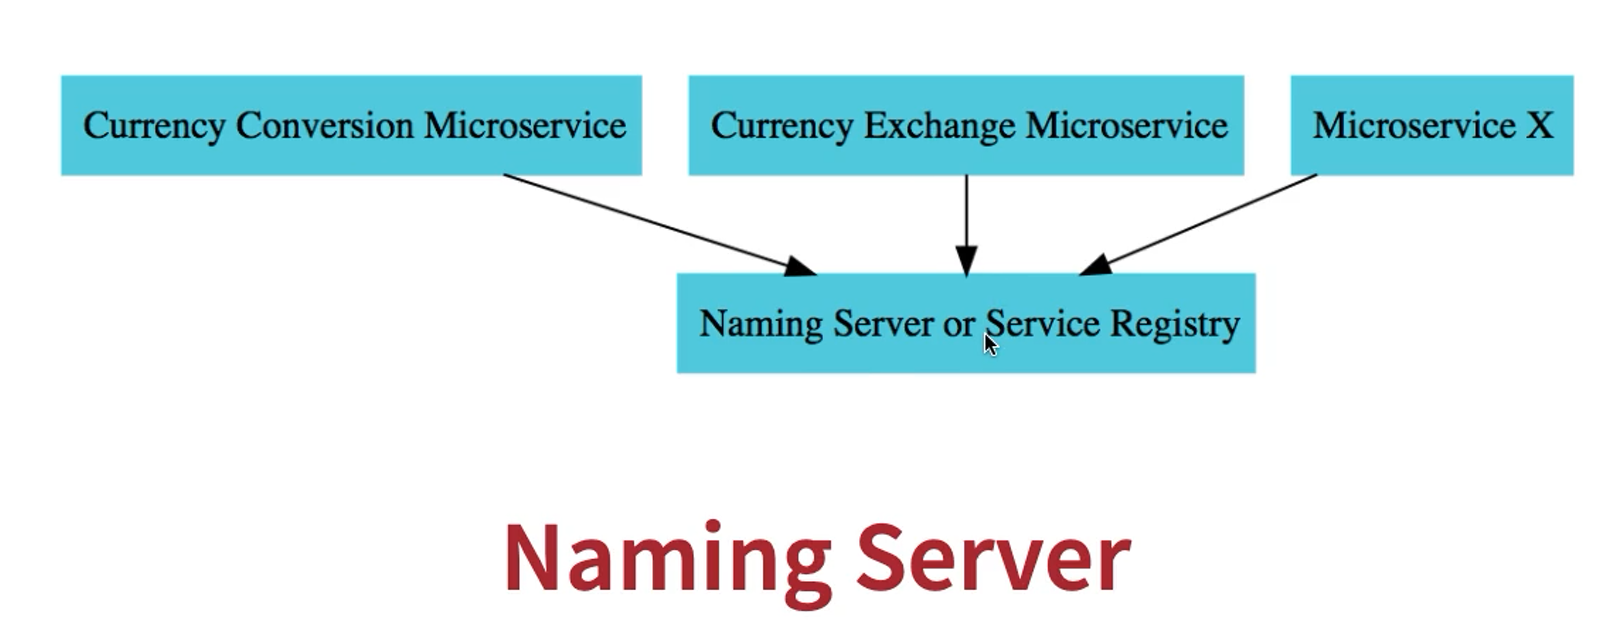 Currency Conversion Microservice
Currency Exchange Microservice
Microservice X
Naming Server or Service Registry
Naming Server